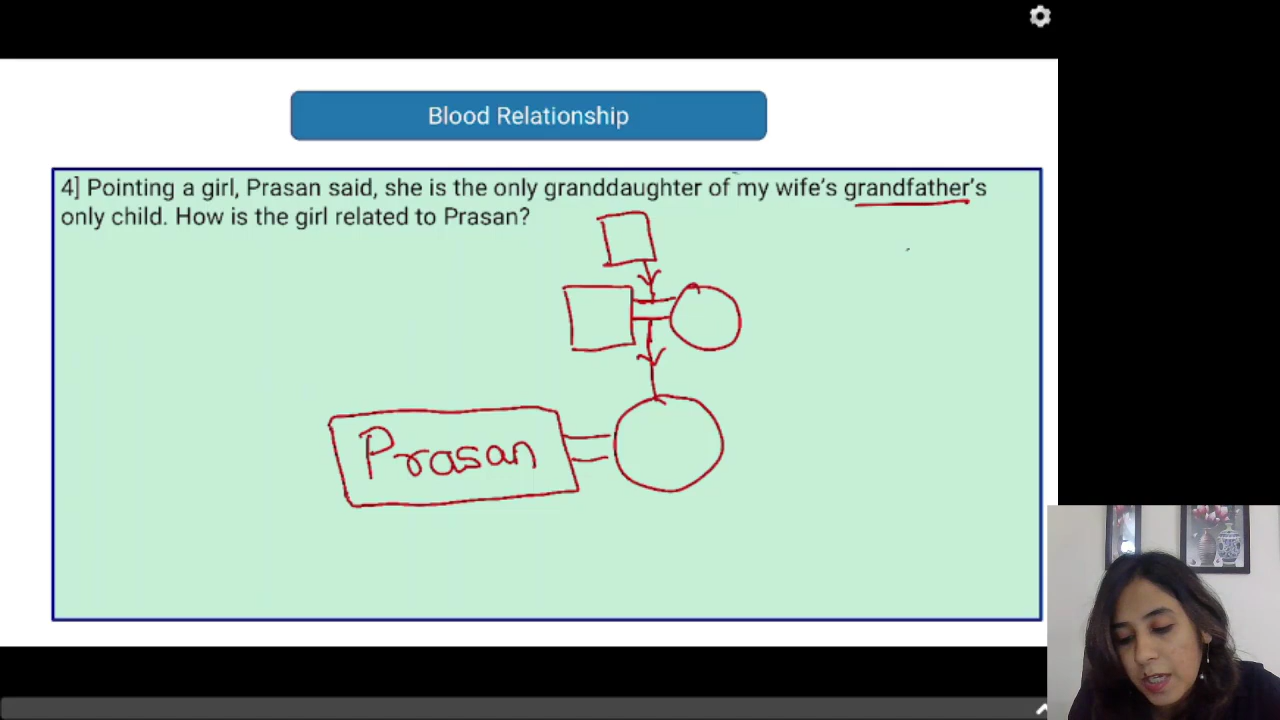 Blood Relationship
4] Pointing a girl, Prasan said, she is the only granddaughter of my wife’s grandfather’s
only child. How is the girl related to Prasan?
Prasan